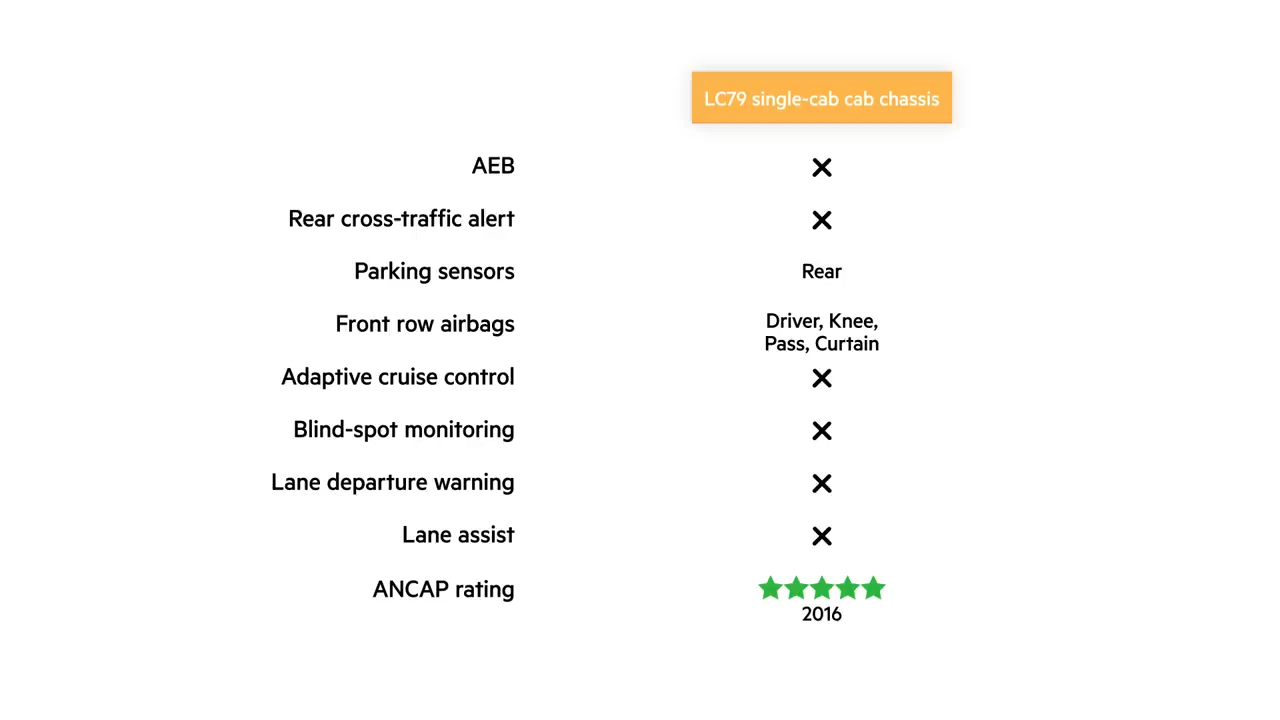 LC79 single-cab cab chassis
AEB
Rear cross-traffic alert
Parking sensors
Rear
Front row airbags
Driver, Knee,
Pass, Curtain
Adaptive cruise control
Blind-spot monitoring
Lane departure warning
Lane assist
ANCAP rating
2016